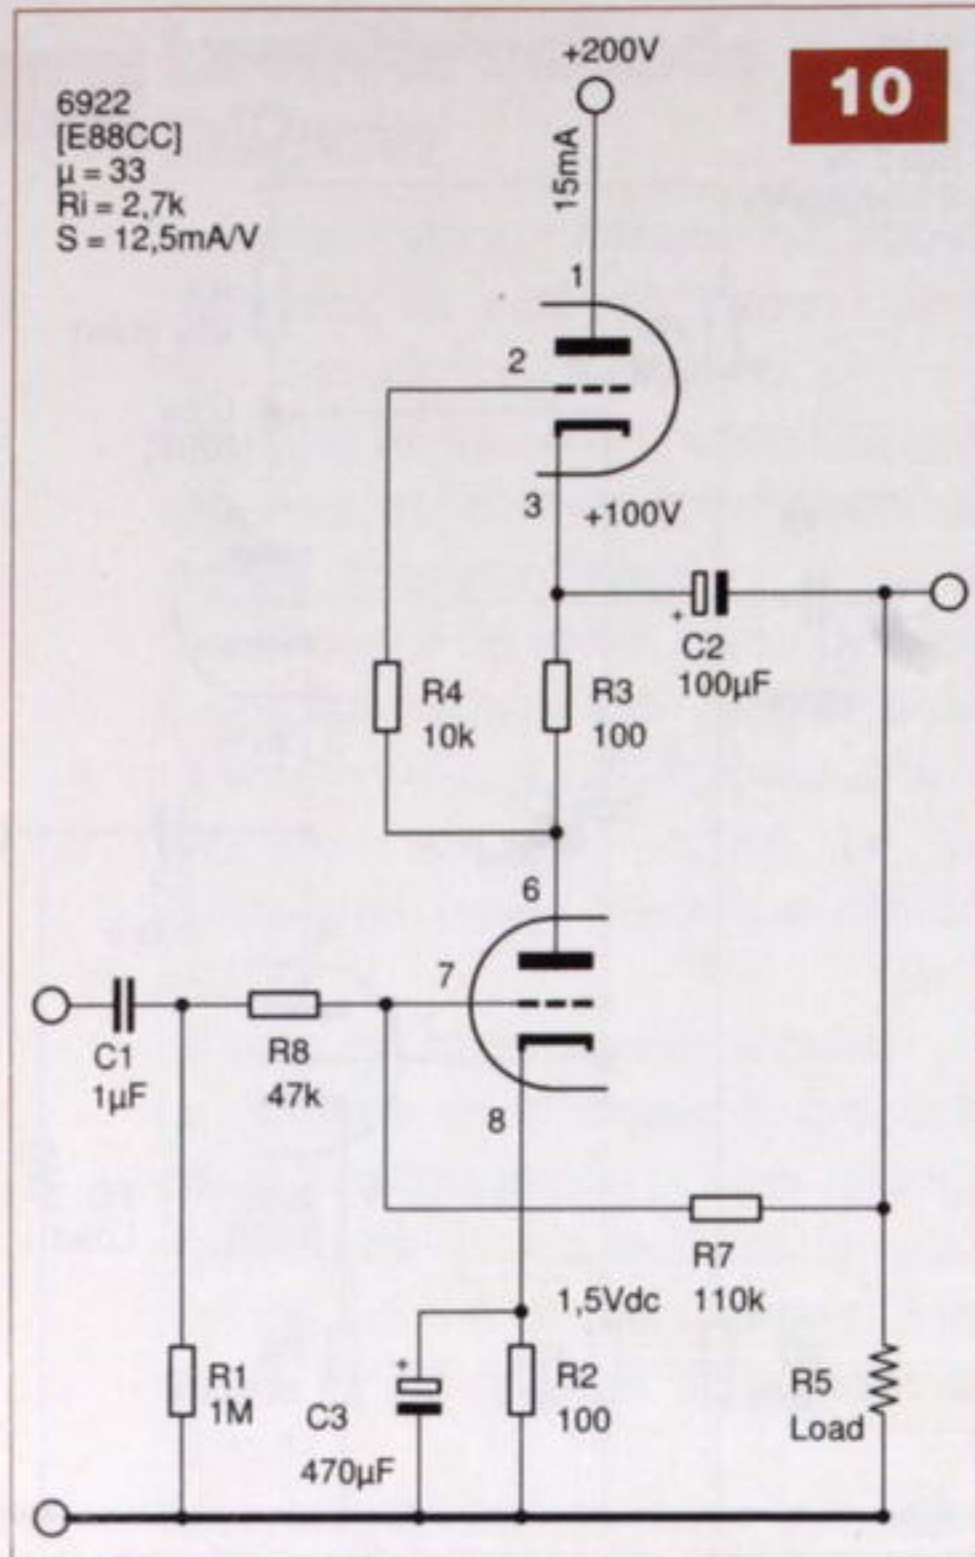 +200V
10
6922
[E88CC]
µ = 33
Ri = 2,7k
S = 12,5mA/V
15mA
1
2
3
+100V
+
C2
100µF
R4
10k
R3
100
6
7
C1
1µF
R8
47k
8
R7
110k
1,5Vdc
R1
1M
+
C3
470µF
R2
100
R5
Load